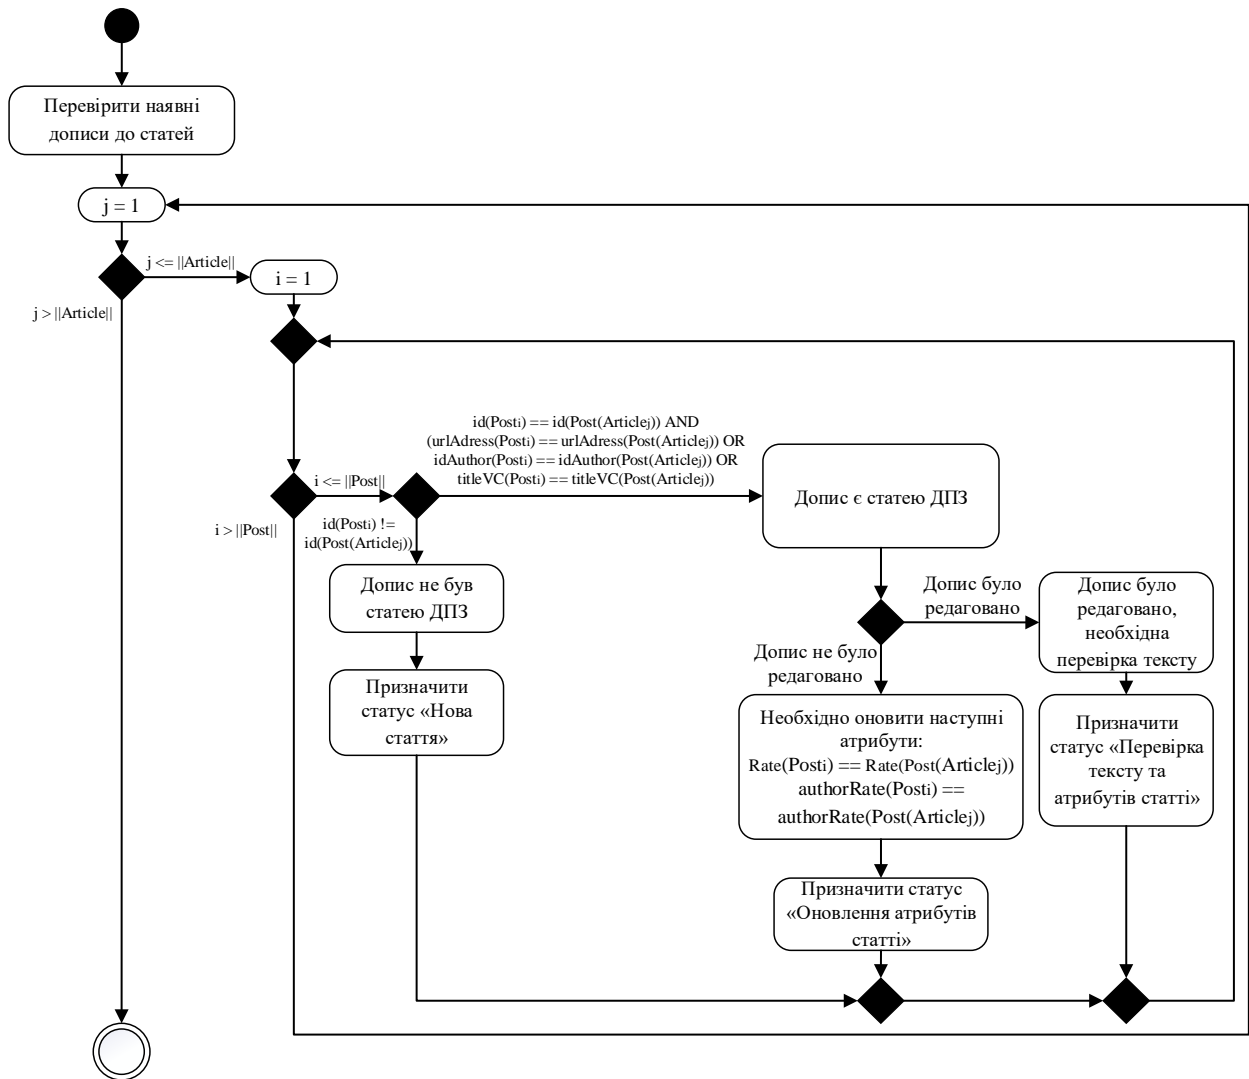 Перевірити наявні
дописи до статей
j = 1
j <= ||Article||
i = 1
j > ||Article||
id(Posti) == id(Post(Articlej)) AND
(urlAdress(Posti) == urlAdress(Post(Articlej)) OR
idAuthor(Posti) == idAuthor(Post(Articlej)) OR
titleVC(Posti) == titleVC(Post(Articlej))
i <= ||Post||
i > ||Post||
id(Posti) !=
id(Post(Articlej))
Допис є статею ДПЗ
Допис не був
статею ДПЗ
Призначити
статус «Нова
стаття»
Допис було
редаговано
Допис було
редаговано,
необхідна
перевірка тексту
Допис не було
редаговано
Необхідно оновити наступні
атрибути:
Rate(Posti) == Rate(Post(Articlej))
authorRate(Posti) ==
authorRate(Post(Articlej))
Призначити
статус «Перевірка
тексту та
атрибутів статті»
Призначити статус
«Оновлення атрибутів
статті»